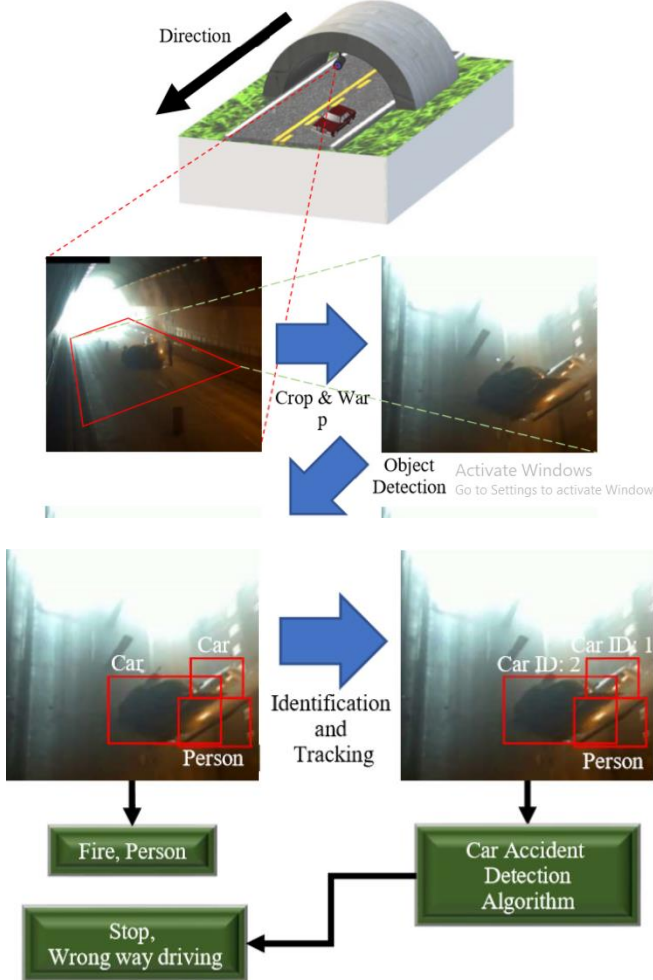 Direction
Crop & War
p
Object
Detection
Activate Windows
Go to Settings to activate Window
Car
Car
Person
Identification
and
Tracking
Car ID: 1
Car ID: 2
Person
Fire, Person
Car Accident
Detection
Algorithm
Stop,
Wrong way driving